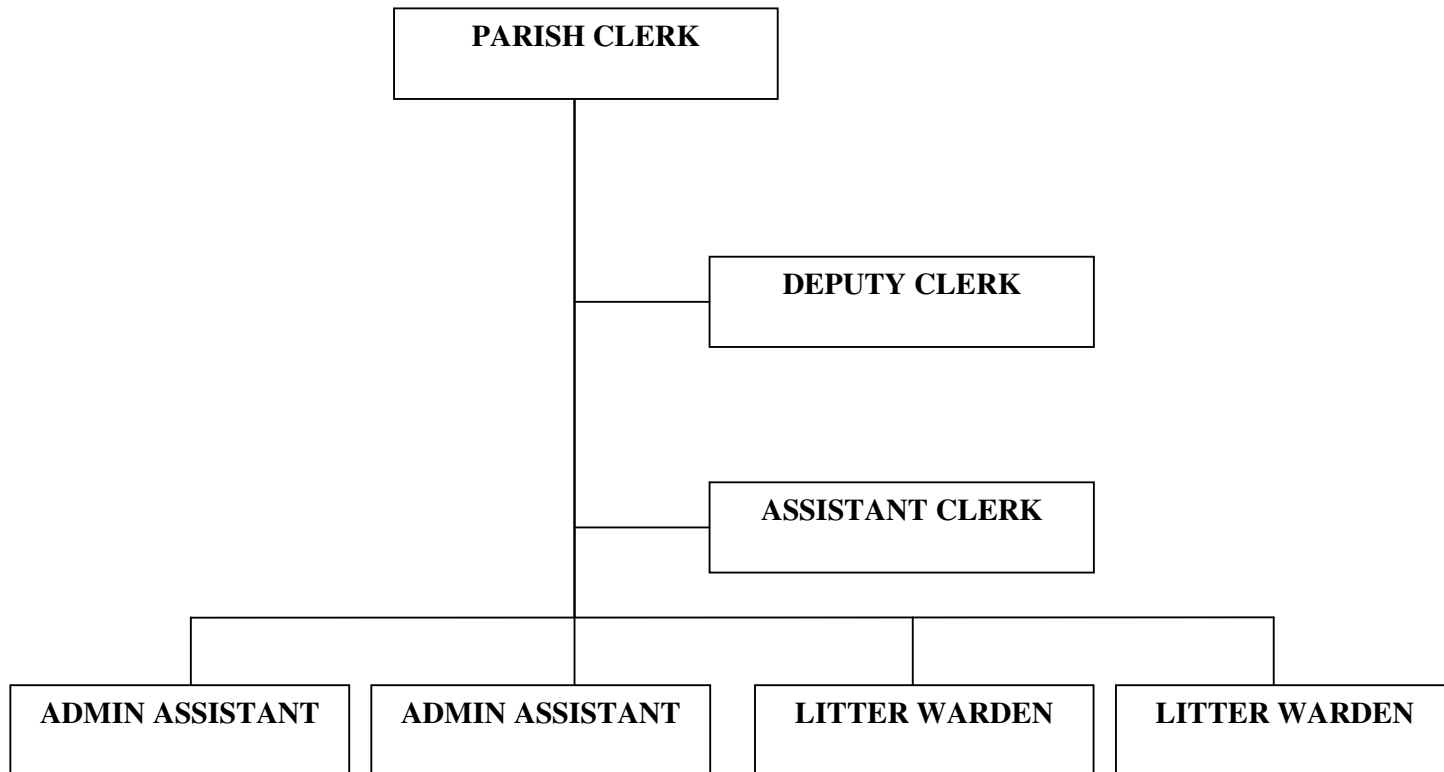 PARISH CLERK
DEPUTY CLERK
ASSISTANT CLERK
ADMIN ASSISTANT
ADMIN ASSISTANT
LITTER WARDEN
LITTER WARDEN